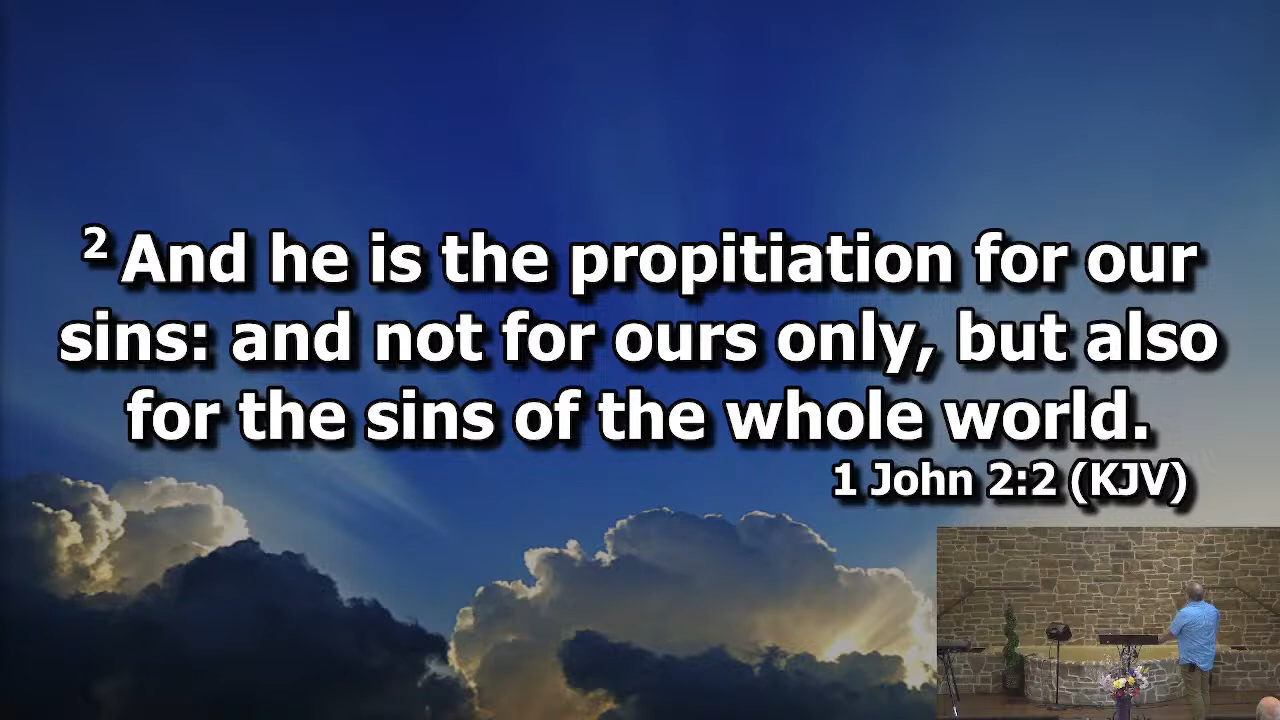 2 And he is the propitiation for our
sins: and not for ours only, but also
for the sins of the whole world.
1 John 2:2 (KJV)